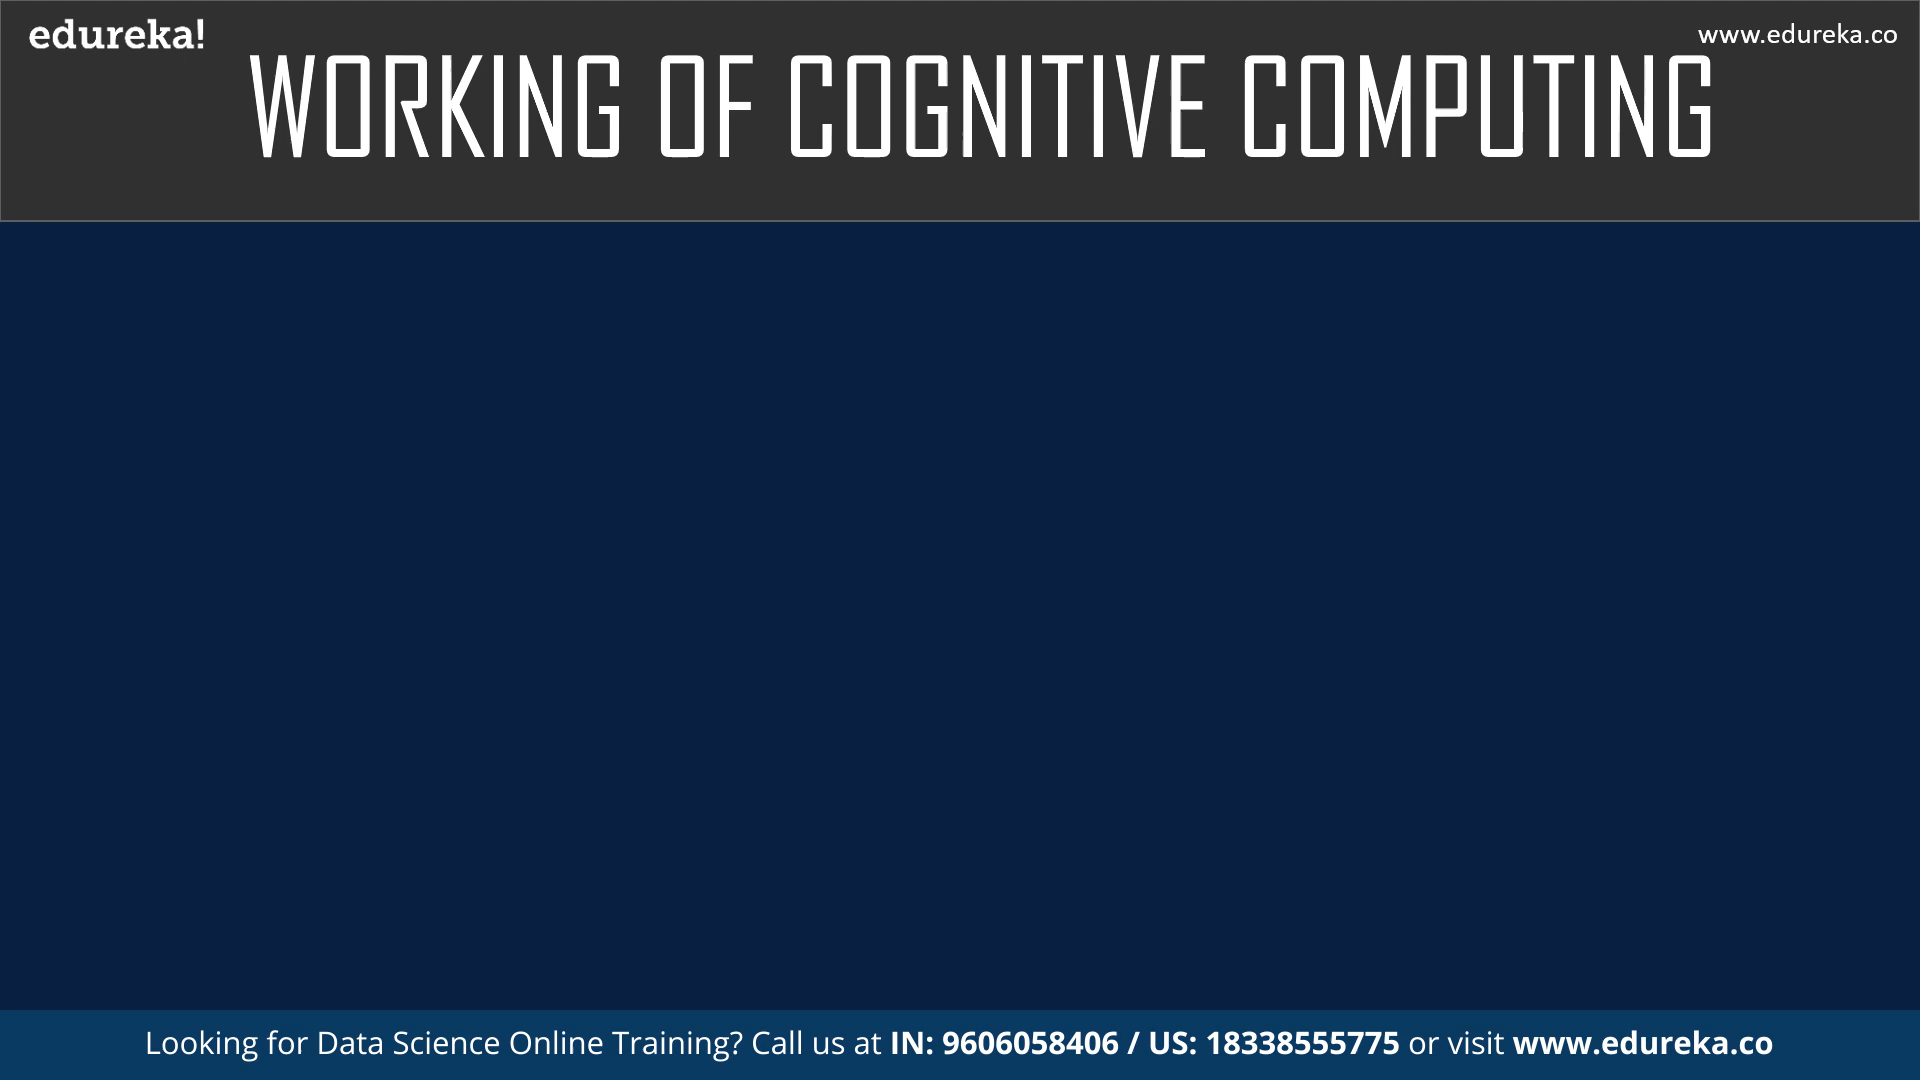 edureka!
www.edureka.co
WORKING OF COGNITIVE COMPUTING
Looking for Data Science Online Training? Call us at IN: 9606058406 / US: 18338555775 or visit www.edureka.co